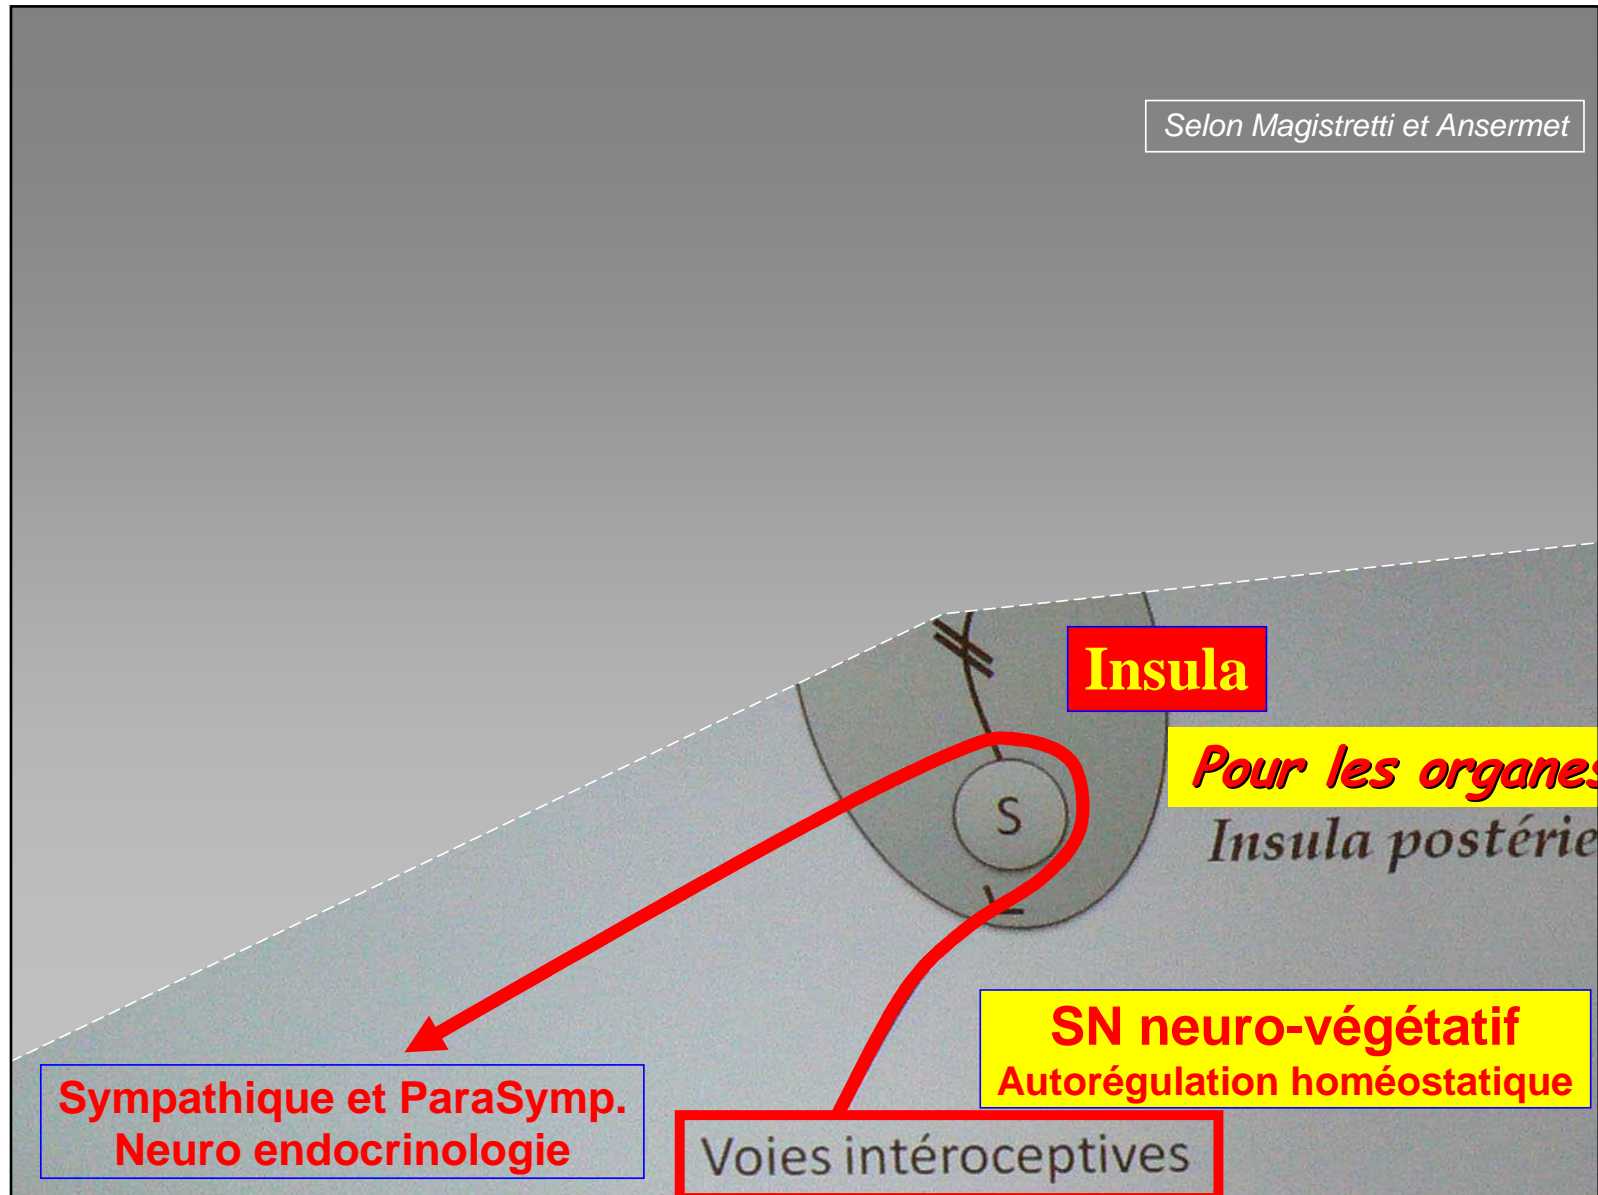 Selon Magistretti et Ansermet
Insula
Pour les organes
S
Insula postérie
SN neuro-végétatif
Autorégulation homéostatique
Sympathique et ParaSymp.
Neuro endocrinologie
Voies intéroceptives